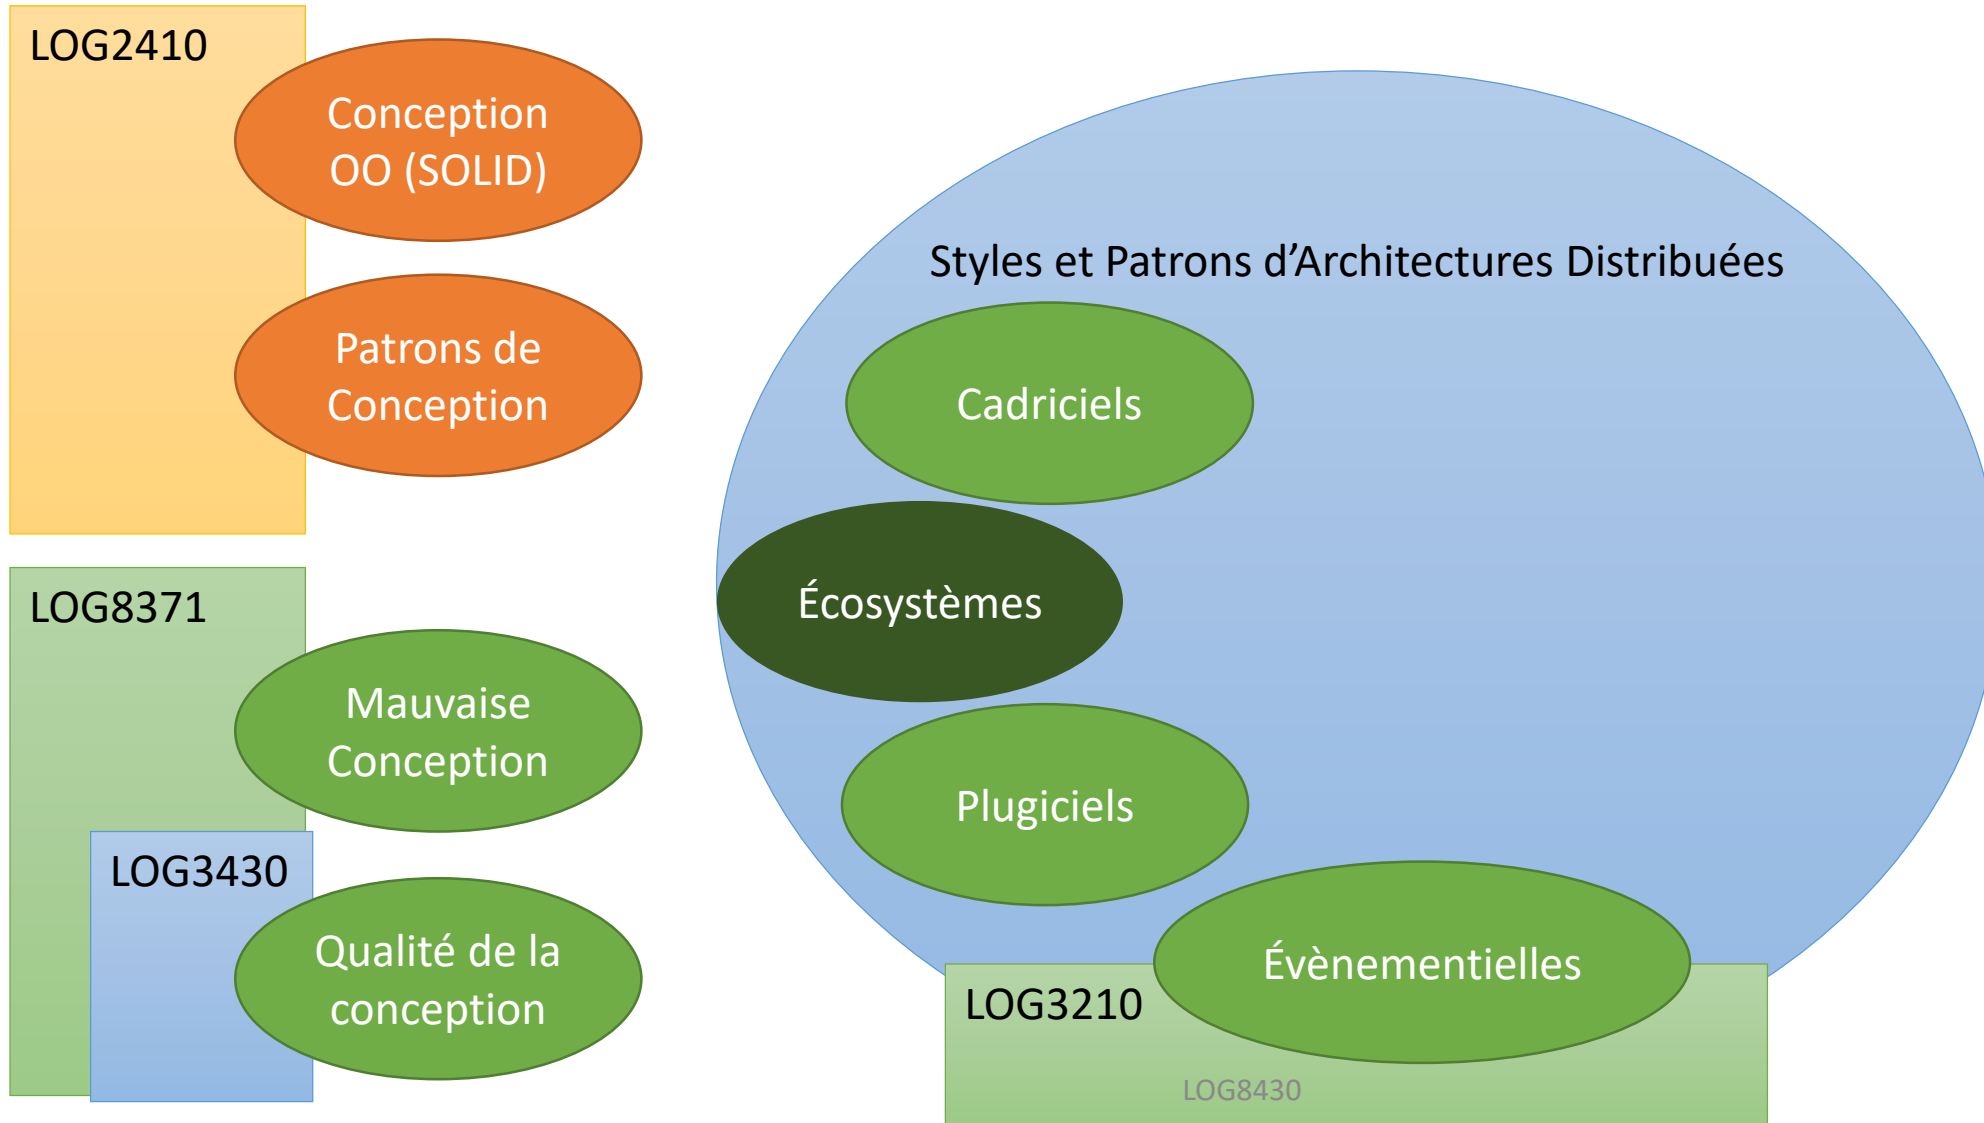 LOG2410
Conception
OO (SOLID)
Patrons de
Conception
LOG8371
Mauvaise
Conception
LOG3430
Qualité de la
conception
Styles et Patrons d’Architectures Distribuées
Cadriciels
Écosystèmes
Plugiciels
Évènementielles
LOG3210
LOG8430